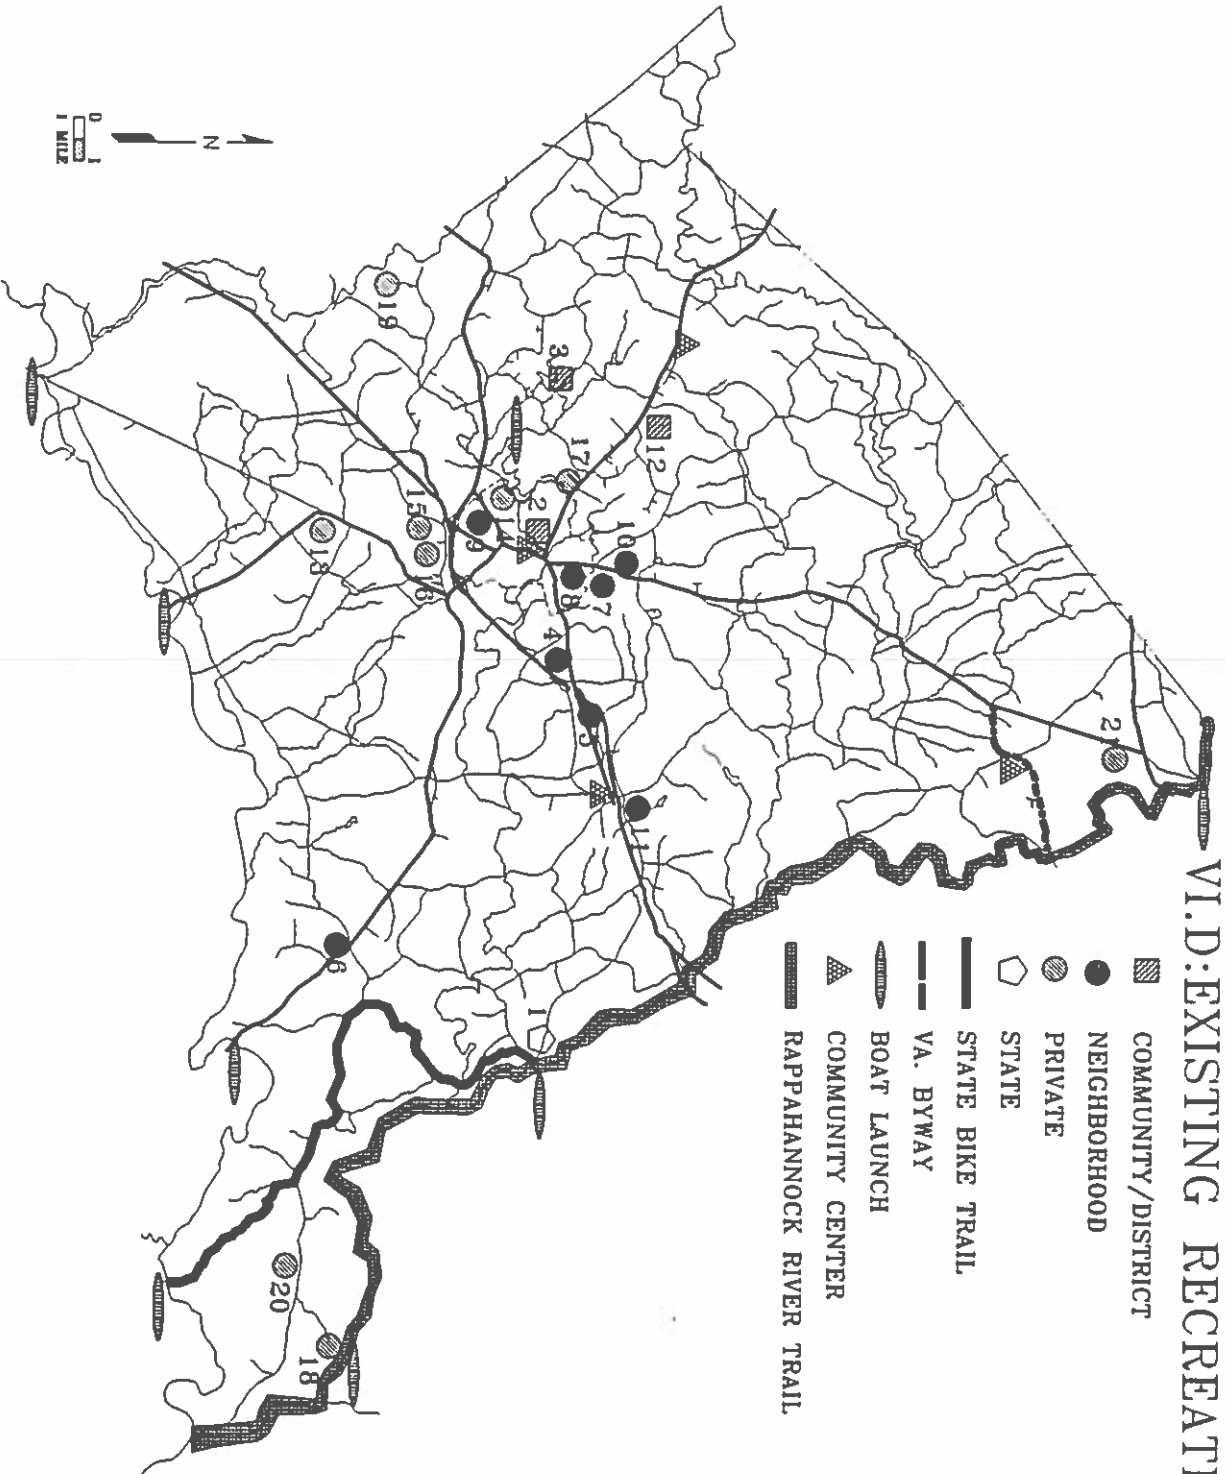 VI.D:EXISTING RECREATI
COMMUNITY/DISTRICT
NEIGHBORHOOD
PRIVATE
STATE
STATE BIKE TRAIL
VA. BYWAY
BOAT LAUNCH
COMMUNITY CENTER
RAPPAHANNOCK RIVER TRAIL
21
10
7
8
12
17
3
2
9
4
5
11
19
15
16
13
6
1
20
18
N
0 1
1 MILE